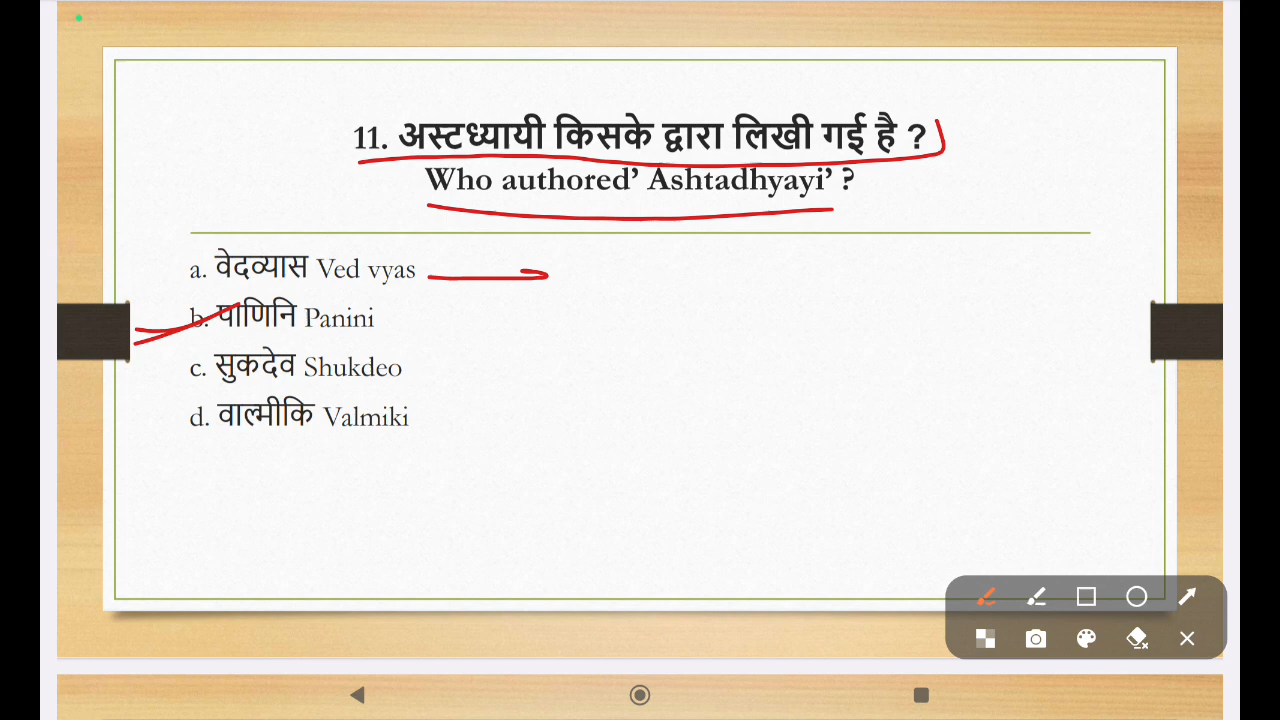 11. अस्टध्यायी किसके द्वारा लिखी गई है ?
Who authored’ Ashtadhyayi’ ?
a. वेदव्यास Ved vyas
b. पाणिनि Panini
c. सुकदेव Shukdeo
d. वाल्मीकि Valmiki